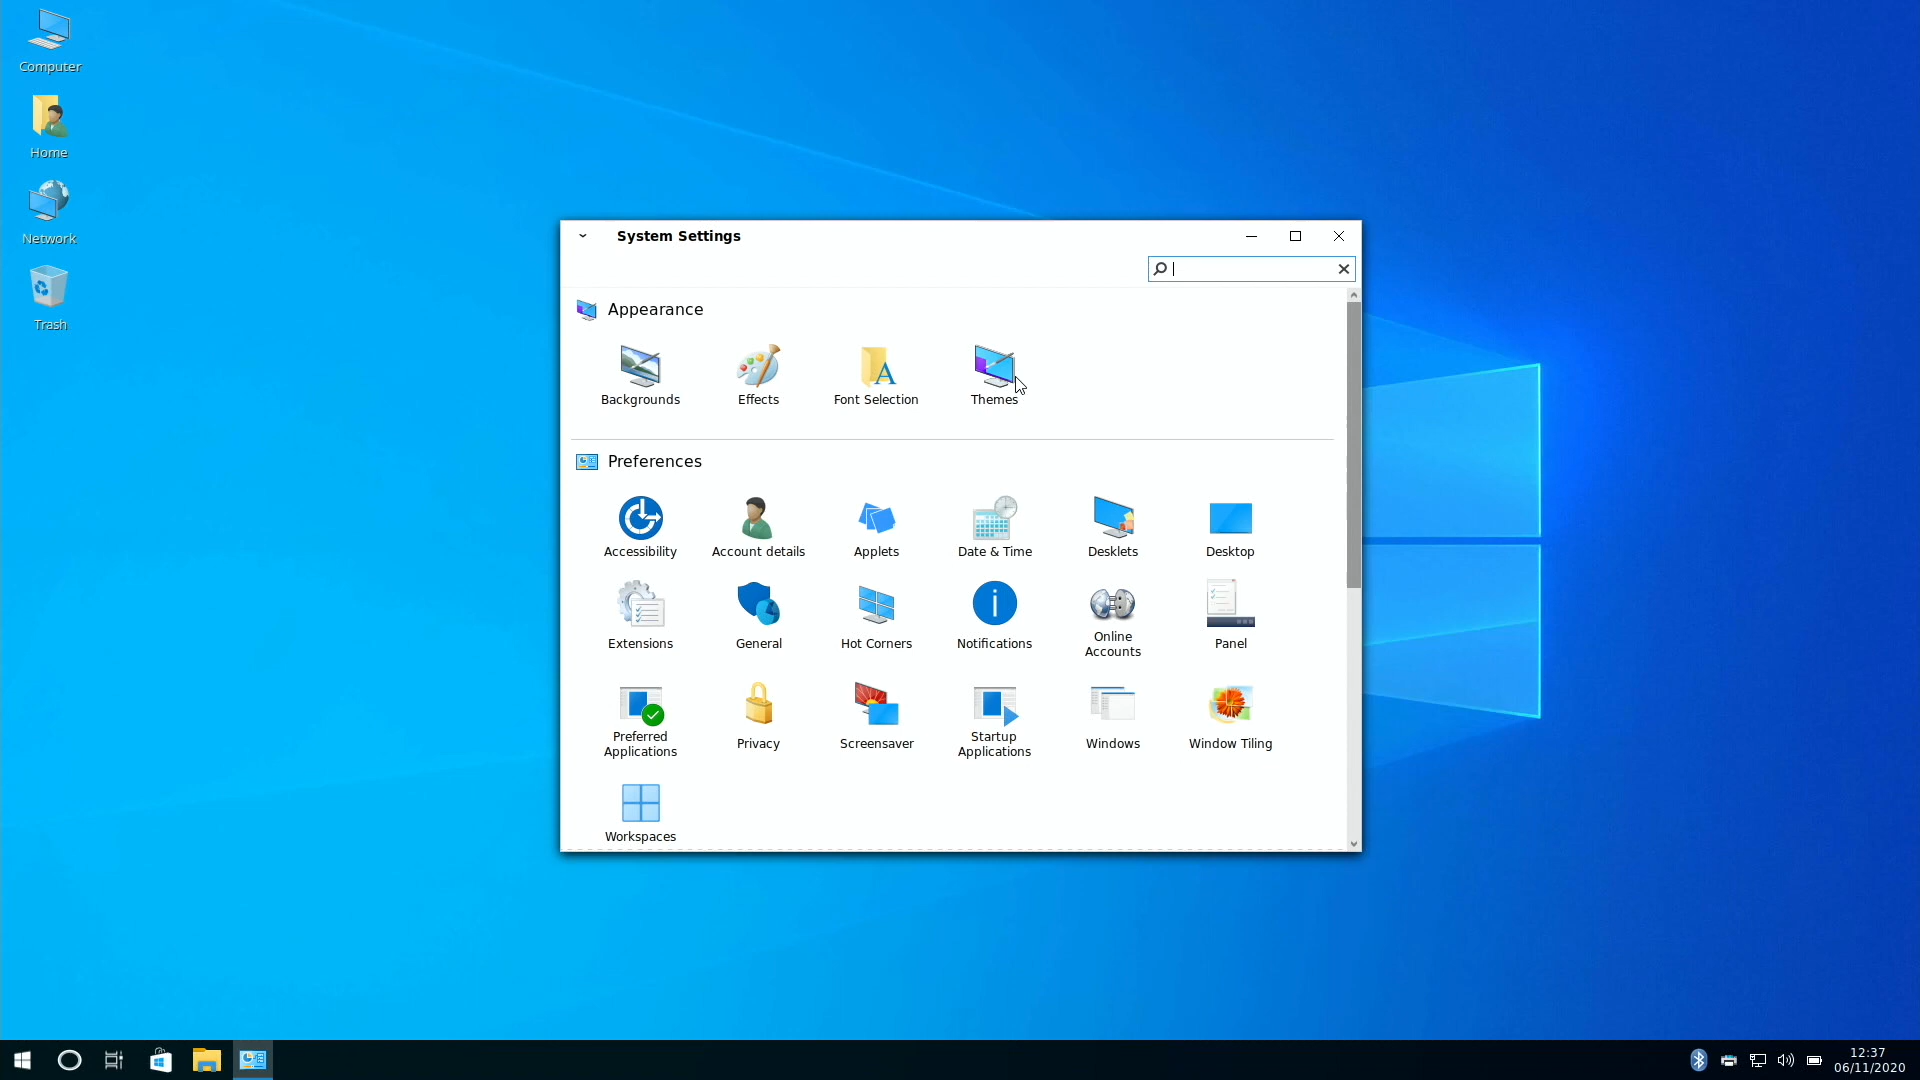 Computer
Home
Network
Trash
System Settings
Appearance
Backgrounds
Effects
Font Selection
Themes
Preferences
Accessibility
Account details
Applets
Date & Time
Desklets
Desktop
Extensions
General
Hot Corners
Notifications
Online
Accounts
Panel
Preferred
Applications
Privacy
Screensaver
Startup
Applications
Windows
Window Tiling
Workspaces
12:37
06/11/2020